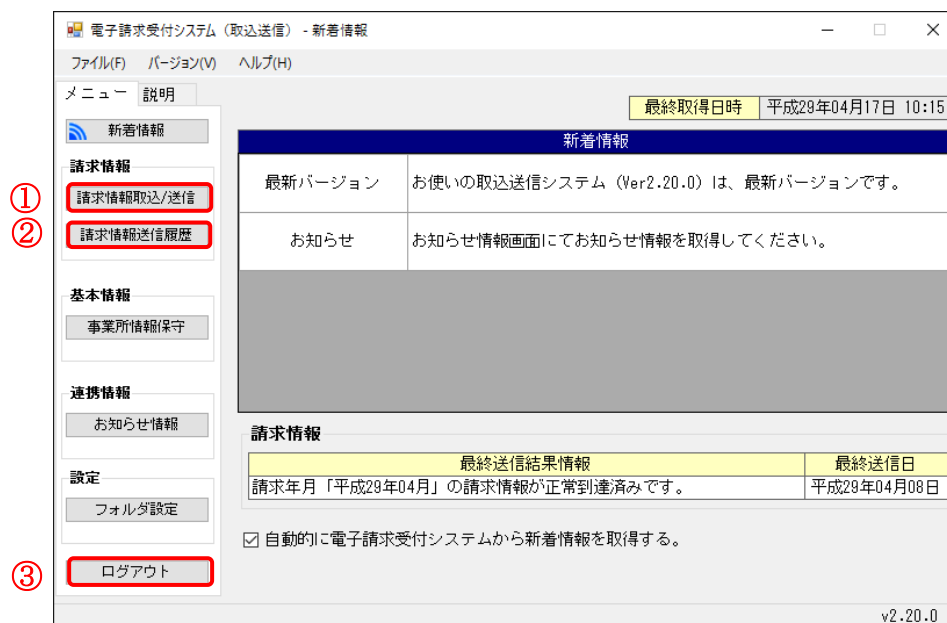 電子請求受付システム（取込送信） - 新着情報
ファイル(F) バージョン(V) ヘルプ(H)
メニュー 説明
最終取得日時 平成29年04月17日 10:15
新着情報
新着情報
請求情報
最新バージョン お使いの取込送信システム（Ver2.20.0）は、最新バージョンです。
① 請求情報取込/送信
② 請求情報送信履歴
お知らせ お知らせ情報画面にてお知らせ情報を取得してください。
基本情報
事業所情報保守
連携情報
お知らせ情報
請求情報
最終送信結果情報 最終送信日
請求年月「平成29年04月」の請求情報が正常到達済みです。 平成29年04月08日
設定
フォルダ設定
自動的に電子請求受付システムから新着情報を取得する。
③ ログアウト
v2.20.0